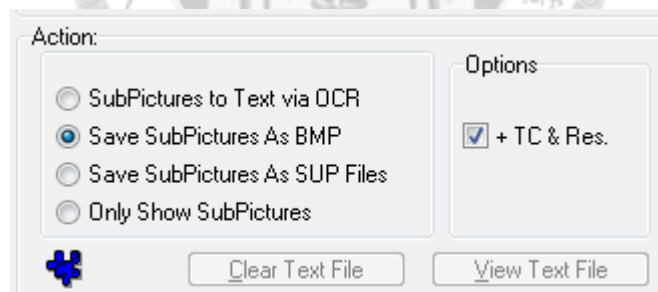 Action:
Options
SubPictures to Text via OCR
Save SubPictures As BMP
+ TC & Res.
Save SubPictures As SUP Files
Only Show SubPictures
Clear Text File
View Text File